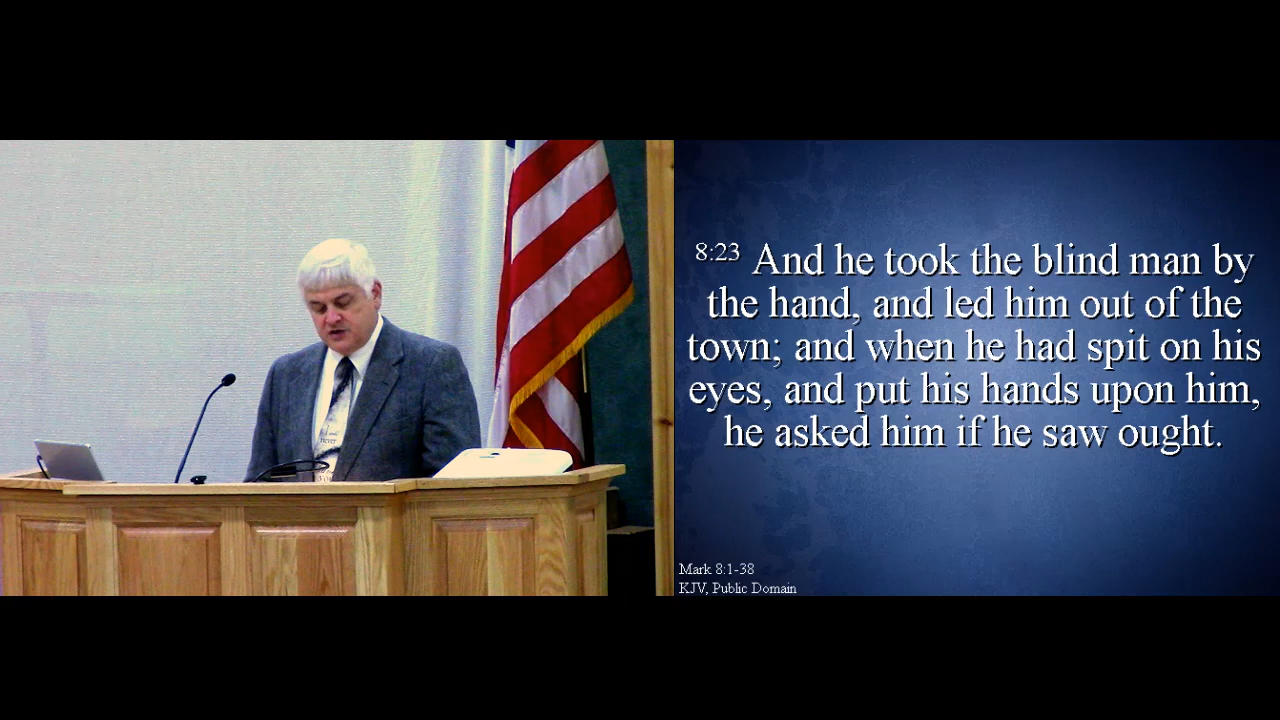 8:23 And he took the blind man by
the hand, and led him out of the
town; and when he had spit on his
eyes, and put his hands upon him,
he asked him if he saw ought.
Mark 8:1-38
KJV, Public Domain